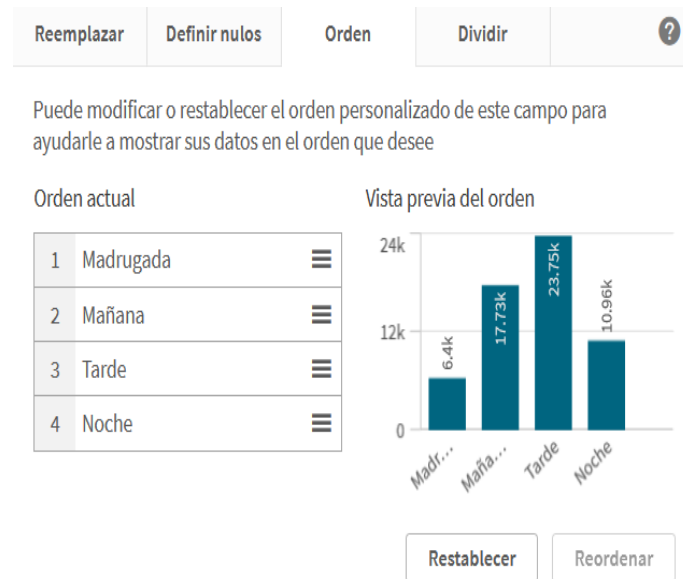 Reemplazar Definir nulos Orden Dividir ?
Puede modificar o restablecer el orden personalizado de este campo para
ayudarle a mostrar sus datos en el orden que desee
Orden actual
1 Madrugada
2 Mañana
3 Tarde
4 Noche
Vista previa del orden
24k
12k
0
6.4k
17.73k
23.75k
10.96k
Madr...
Maña...
Tarde
Noche
Restablecer Reordenar